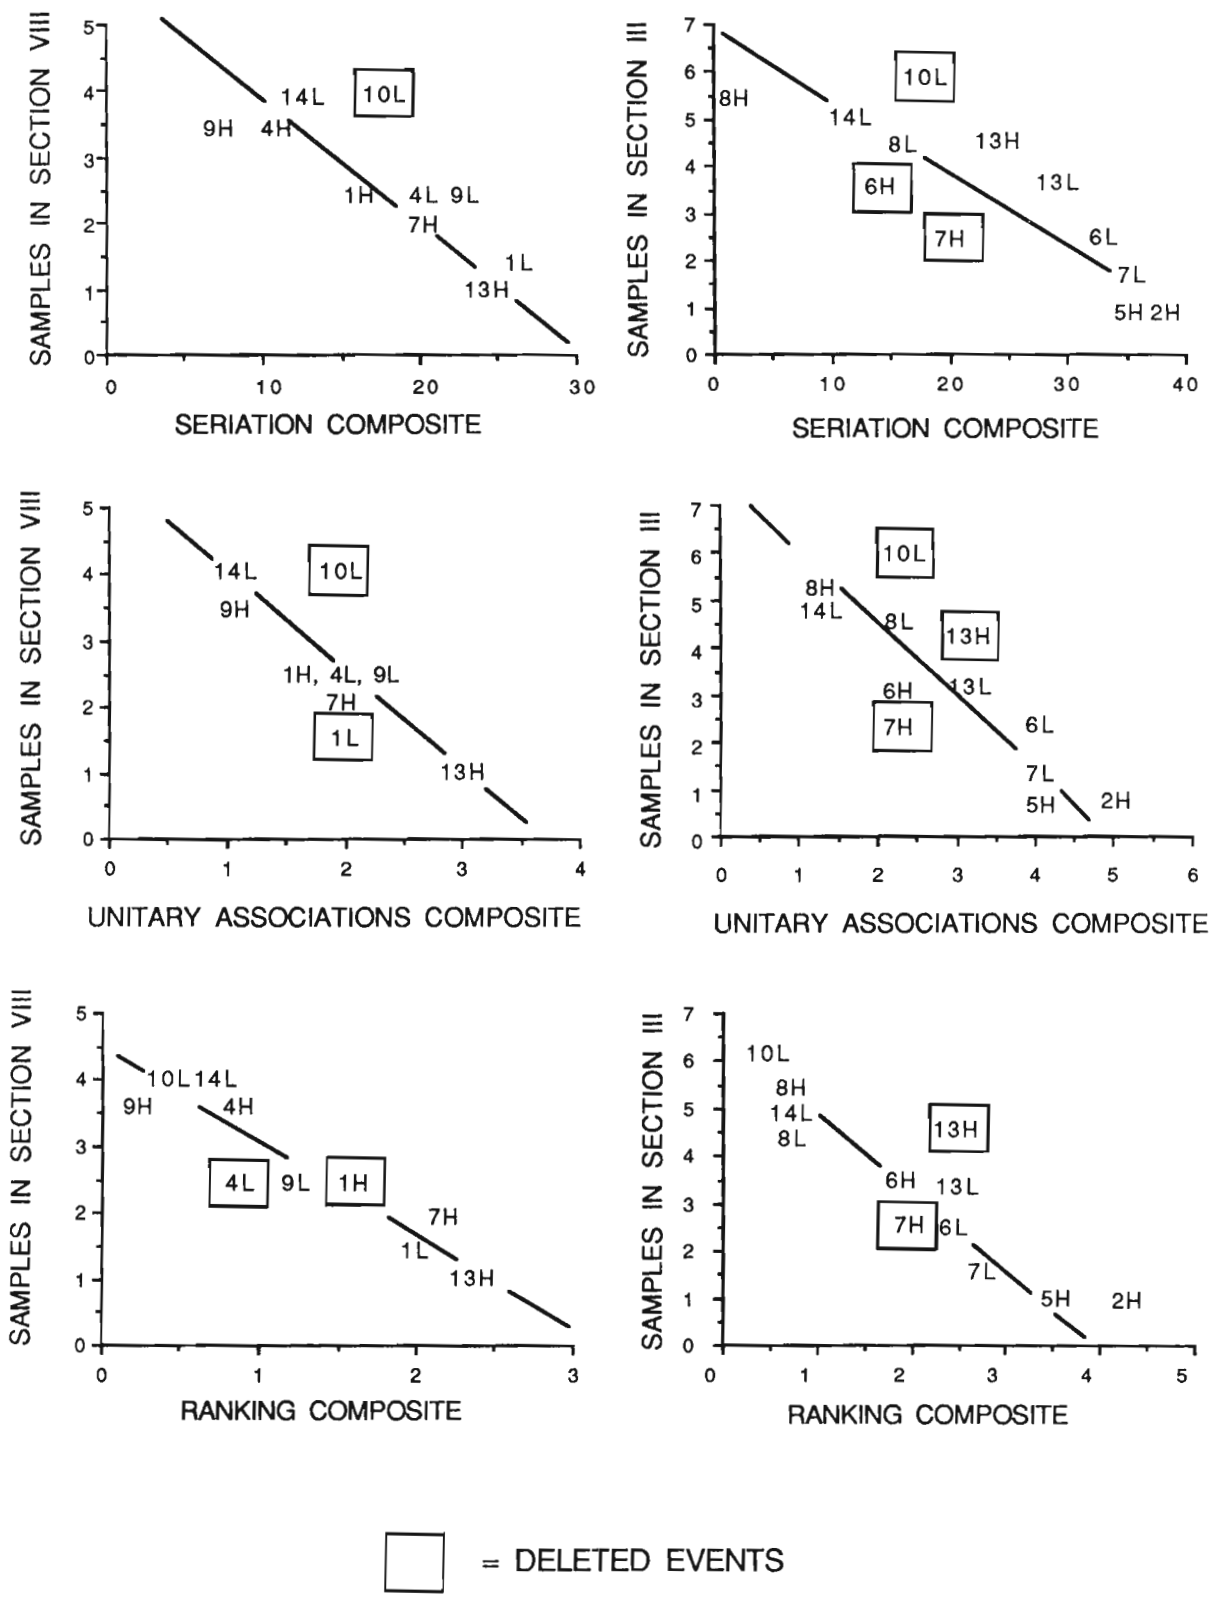 SAMPLES IN SECTION VIII
5
4
3
2
1
0
14L
10L
9H
4H
1H
4L 9L
7H
1L
13H
0 10 20 30
SERIATION COMPOSITE
SAMPLES IN SECTION III
7
6
5
4
3
2
1
0
10L
8H
14L
8L
13H
6H
13L
7H
6L
7L
5H 2H
0 10 20 30 40
SERIATION COMPOSITE
SAMPLES IN SECTION VIII
5
4
3
2
1
0
14L
10L
9H
1H, 4L, 9L
7H
1L
13H
0 1 2 3 4
UNITARY ASSOCIATIONS COMPOSITE
SAMPLES IN SECTION III
7
6
5
4
3
2
1
0
10L
8H
14L
8L
13H
6H
13L
7H
6L
7L
5H
2H
0 1 2 3 4 5 6
UNITARY ASSOCIATIONS COMPOSITE
SAMPLES IN SECTION VIII
5
4
3
2
1
0
10L 14L
9H
4H
4L
9L
1H
7H
1L
13H
0 1 2 3
RANKING COMPOSITE
SAMPLES IN SECTION III
7
6
5
4
3
2
1
0
10L
8H
14L
8L
13H
6H
13L
7H
6L
7L
5H
2H
0 1 2 3 4 5
RANKING COMPOSITE
= DELETED EVENTS